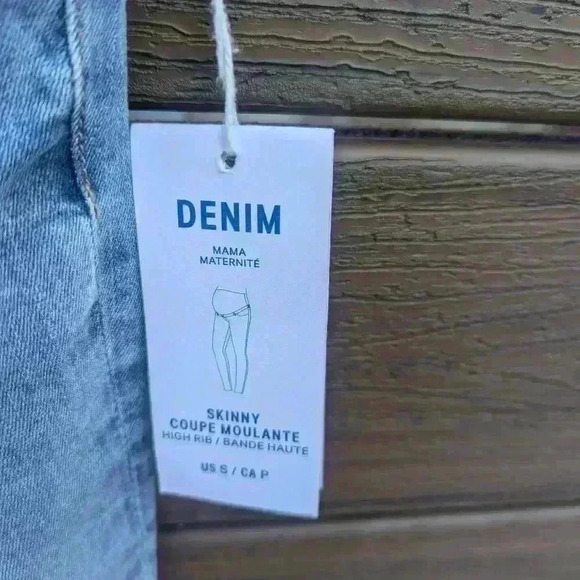 DENIM
MAMA
MATERNITÉ
SKINNY
COUPE MOULANTE
HIGH RIB / BANDE HAUTE
US S / CA P